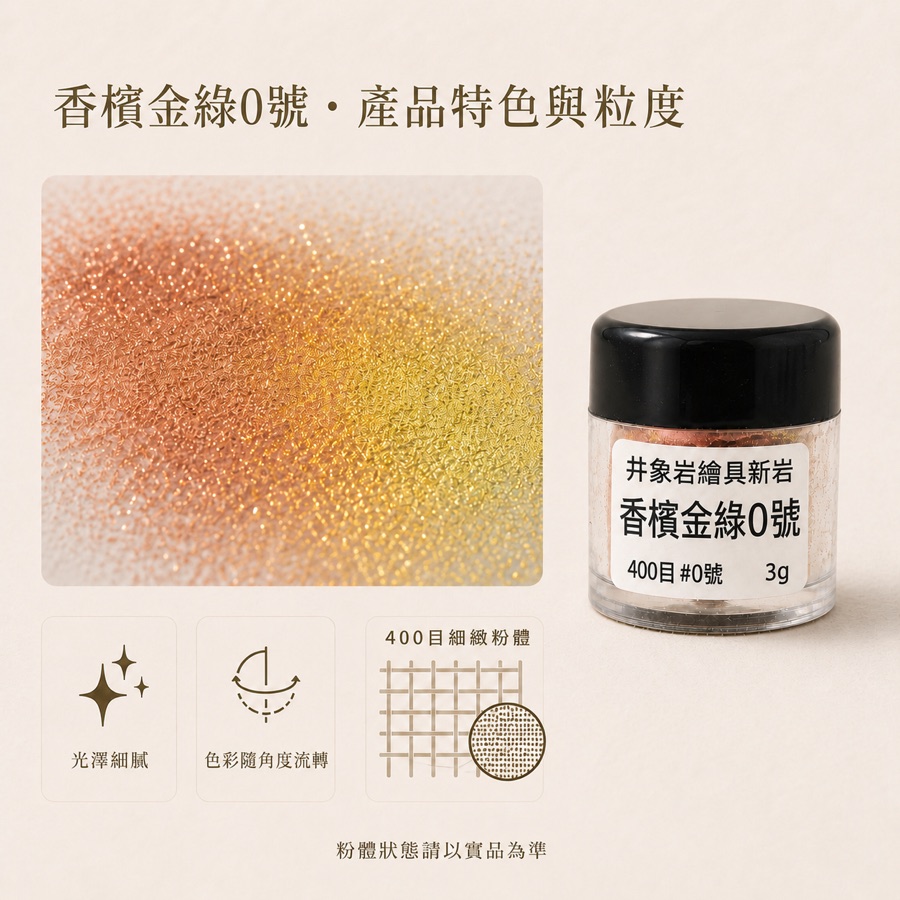 香檳金綠0號・產品特色與粒度
井象岩繪具新岩
香檳金綠0號
400目 #0號 3g
光澤細膩
色彩隨角度流轉
400目細緻粉體
粉體狀態請以實品為準